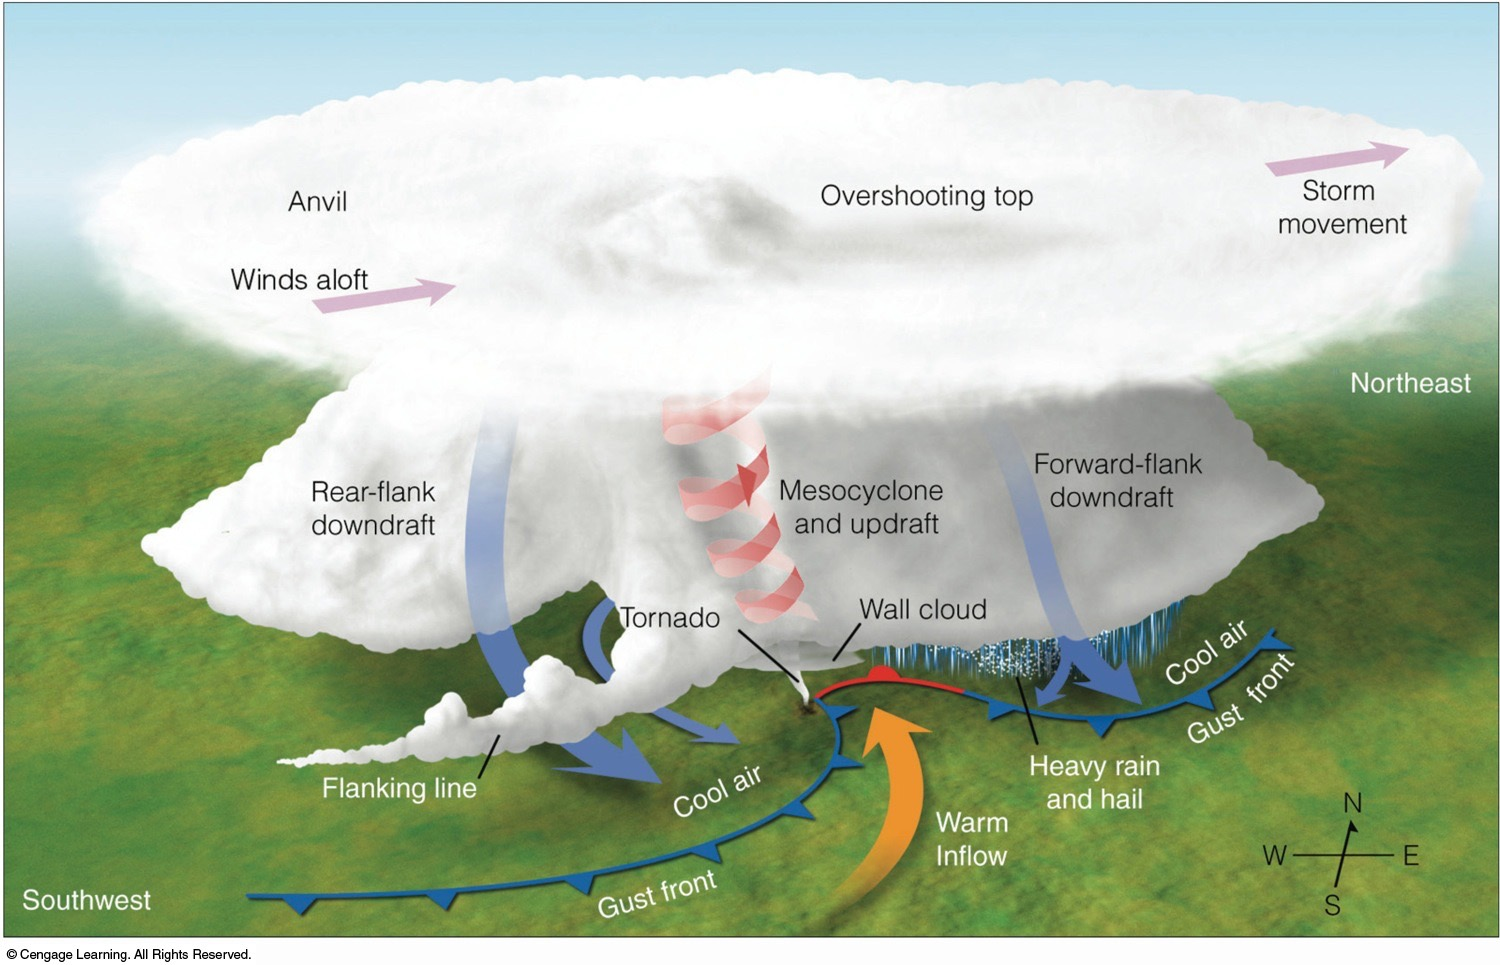 Anvil
Overshooting top
Storm
movement
Winds aloft
Northeast
Rear-flank
downdraft
Mesocyclone
and updraft
Forward-flank
downdraft
Tornado
Wall cloud
Cool air
Gust front
Flanking line
Cool air
Heavy rain
and hail
Warm
Inflow
Gust front
Southwest
N
W E
S
© Cengage Learning. All Rights Reserved.